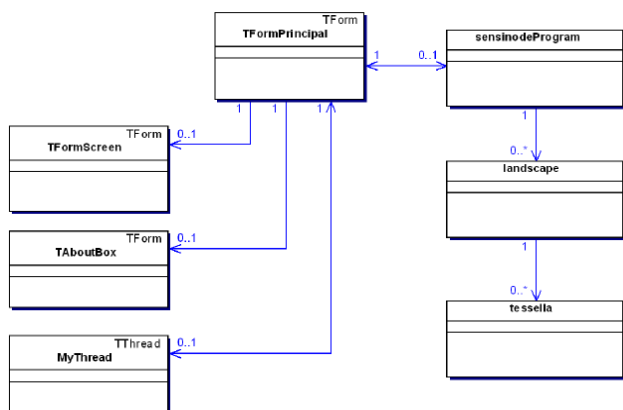 TForm
TFormPrincipal
sensinodeProgram
1
0..1
1
1
1
1
TForm
0..1
TFormScreen
0..*
landscape
TForm
0..1
TAboutBox
1
0..*
tessella
TThread
0..1
MyThread